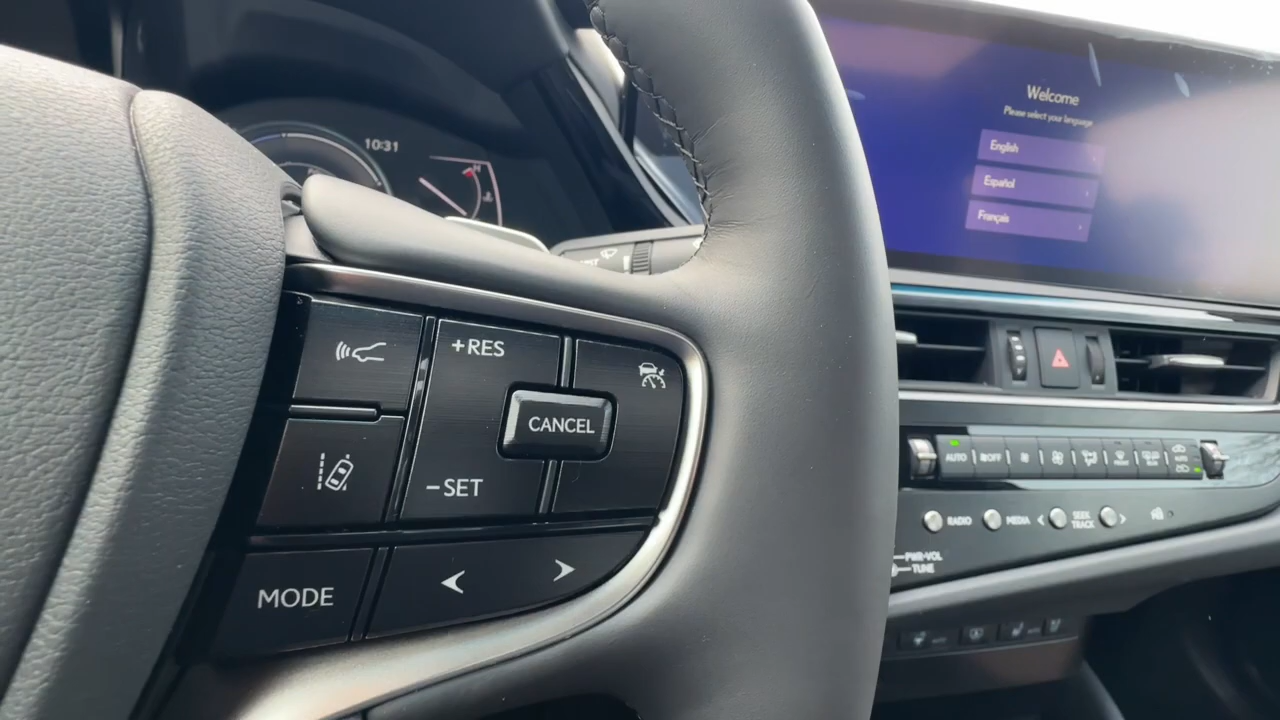 10:31
H
Welcome
Please select your language
English
Español
Français
+RES
CANCEL
-SET
MODE
AUTO
OFF
RADIO
MEDIA
SEEK
TRACK
PWR·VOL
TUNE